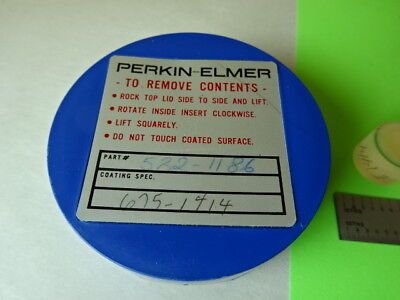 PERKIN-ELMER
- TO REMOVE CONTENTS -
• ROCK TOP LID SIDE TO SIDE AND LIFT.
• ROTATE INSIDE INSERT CLOCKWISE.
• LIFT SQUARELY.
• DO NOT TOUCH COATED SURFACE.
PART#
522-1186
COATING SPEC.
675-1414